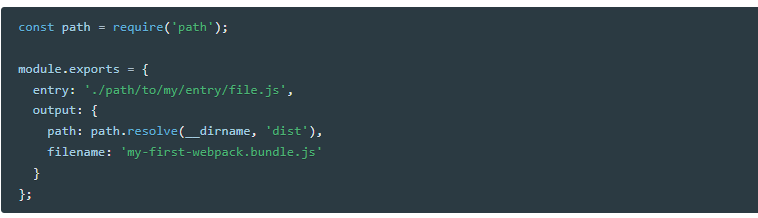 const path = require('path');

module.exports = {
  entry: './path/to/my/entry/file.js',
  output: {
    path: path.resolve(__dirname, 'dist'),
    filename: 'my-first-webpack.bundle.js'
  }
};